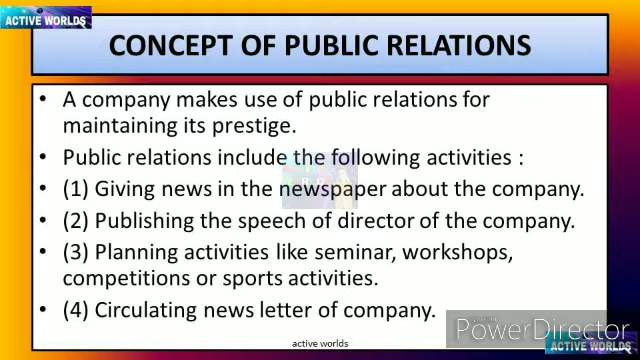 ACTIVE WORLDS
CONCEPT OF PUBLIC RELATIONS
• A company makes use of public relations for
maintaining its prestige.
• Public relations include the following activities :
• (1) Giving news in the newspaper about the company.
• (2) Publishing the speech of director of the company.
• (3) Planning activities like seminar, workshops,
competitions or sports activities.
• (4) Circulating news letter of company.
PowerDirector
active worlds
ACTIVE WORLDS